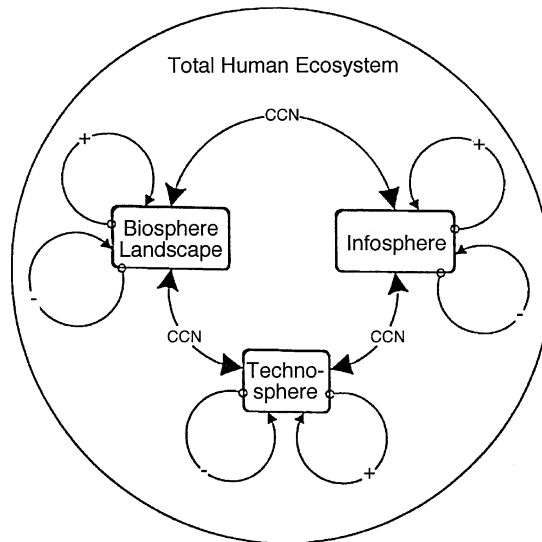 Total Human Ecosystem
CCN
+
+
Biosphere
Landscape
Infosphere
-
-
CCN
CCN
Techno-
sphere
-
+